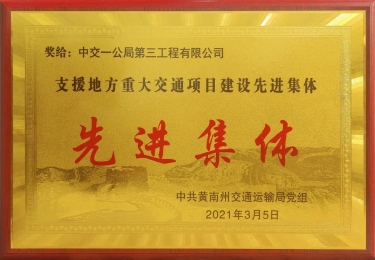 奖给：中交一公局第三工程有限公司
支援地方重大交通项目建设先进集体
先进集体
中共黄南州交通运输局党组
2021年3月5日